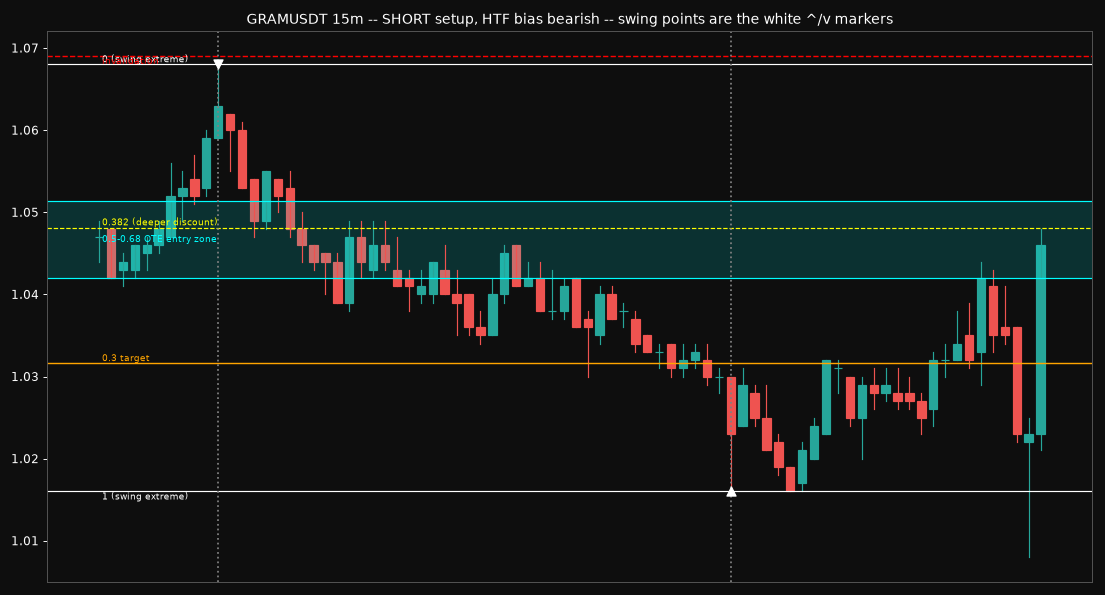 GRAMUSDT 15m -- SHORT setup, HTF bias bearish -- swing points are the white ^/v markers
1.07
0 (swing extreme)
1.06
1.05
0.382 (deeper discount)
0.5-0.68 OTE entry zone
1.04
0.3 target
1.03
1.02
1 (swing extreme)
1.01